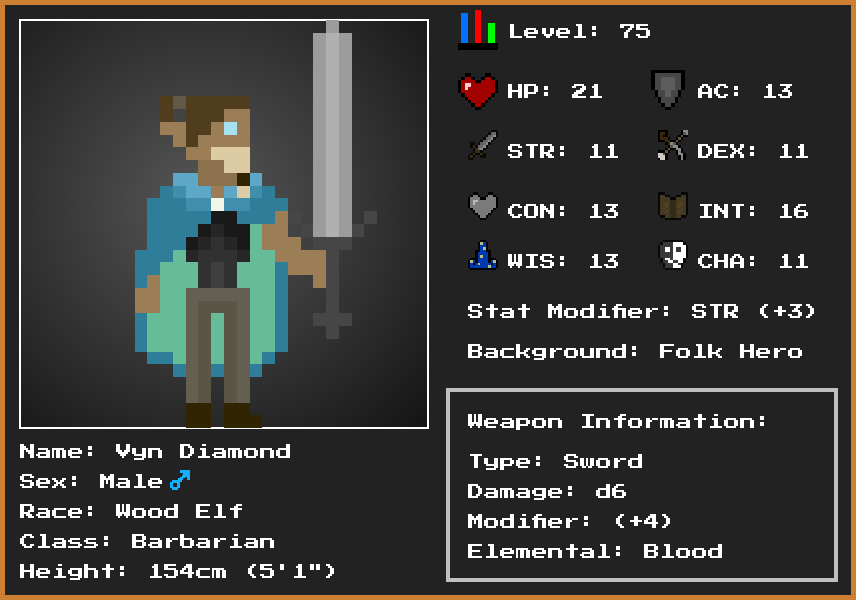 Level: 75
HP: 21
AC: 13
STR: 11
DEX: 11
CON: 13
INT: 16
WIS: 13
CHA: 11
Stat Modifier: STR (+3)
Background: Folk Hero
Weapon Information:
Type: Sword
Damage: d6
Modifier: (+4)
Elemental: Blood
Name: Vyn Diamond
Sex: Male ♂
Race: Wood Elf
Class: Barbarian
Height: 154cm (5'1")